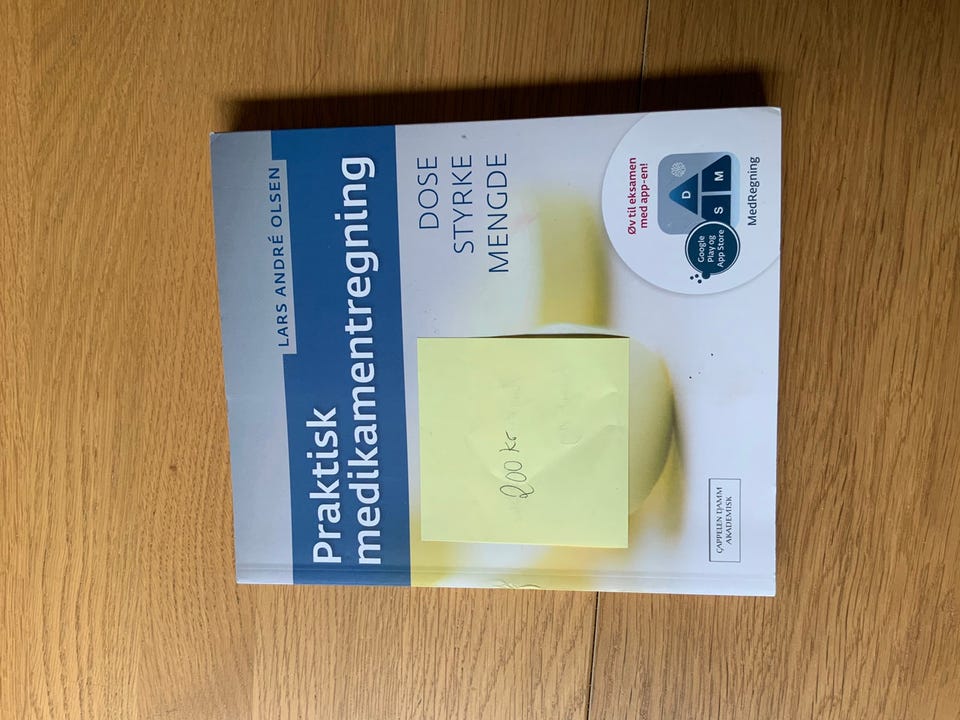 LARS ANDRÉ OLSEN
Praktisk
medikamentregning
DOSE
STYRKE
MENGDE
200 kr
Øv til eksamen
med app-en!
D
S M
Google
Play og
App Store
MedRegning
CAPPELEN DAMM
AKADEMISK